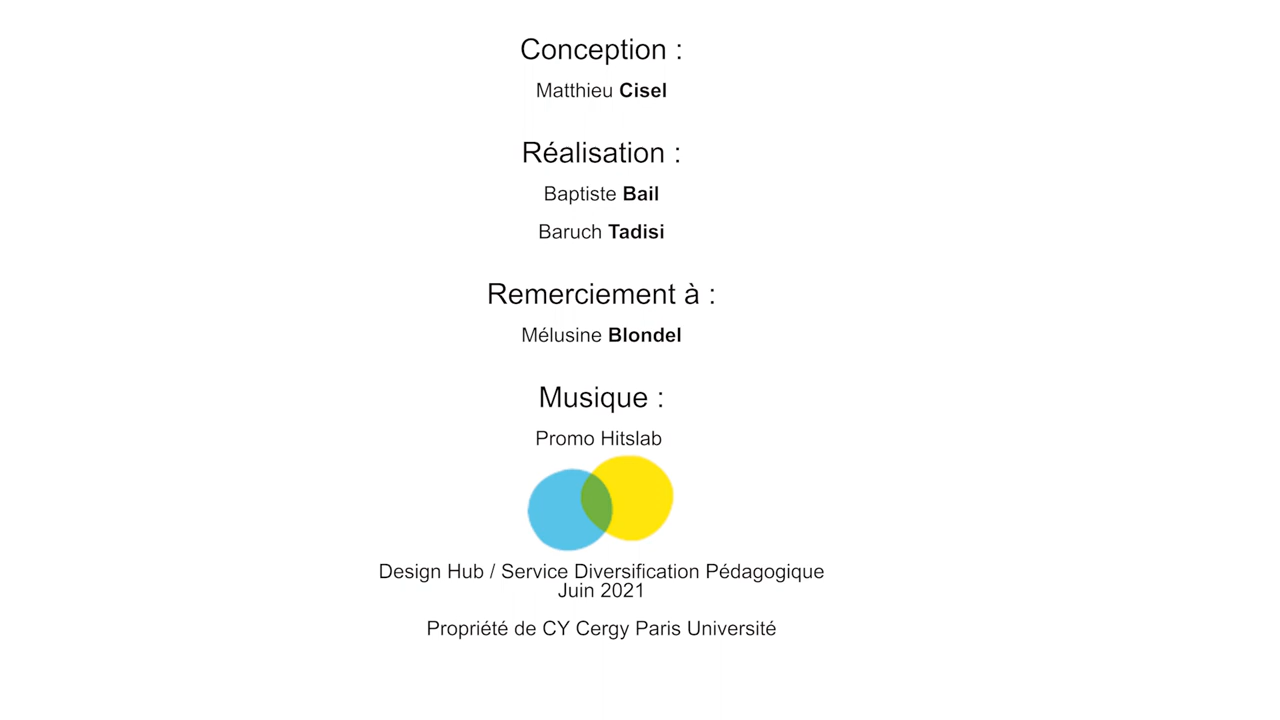 Conception :
Matthieu Cisel
Réalisation :
Baptiste Bail
Baruch Tadisi
Remerciement à :
Mélusine Blondel
Musique :
Promo Hitslab
Design Hub / Service Diversification Pédagogique
Juin 2021
Propriété de CY Cergy Paris Université